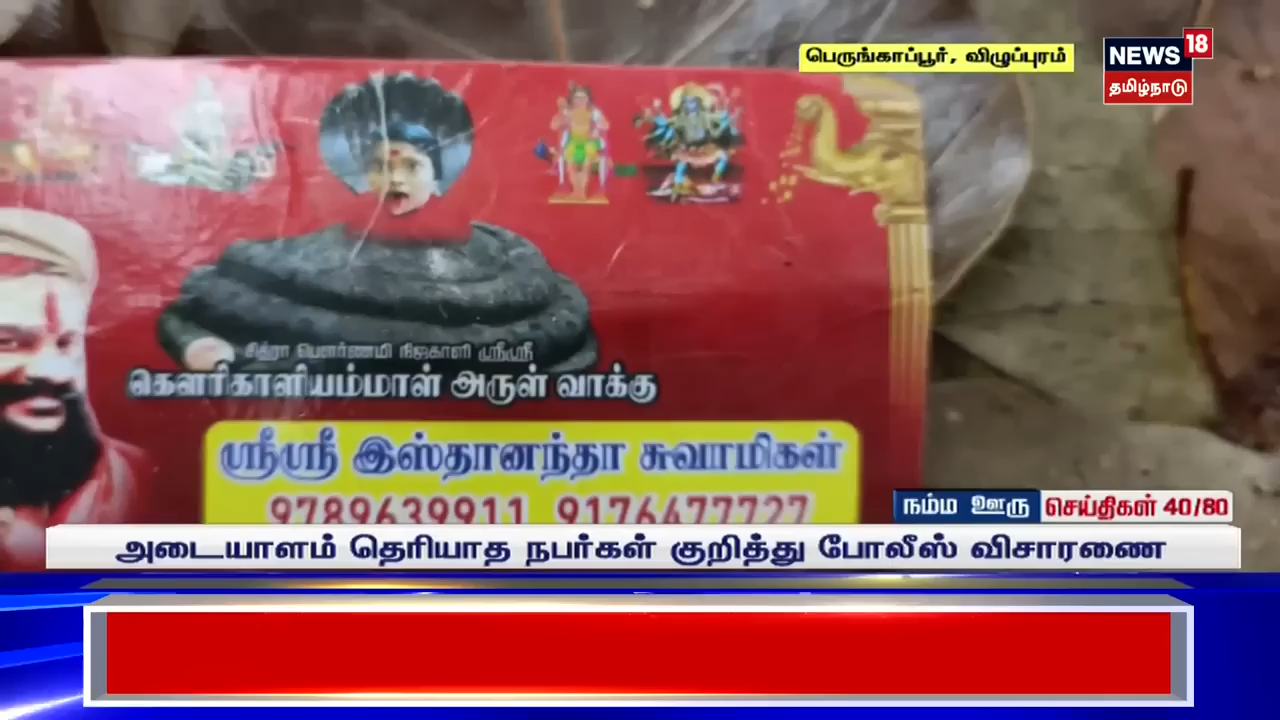 பெருங்காப்பூர், விழுப்புரம்
NEWS 18
தமிழ்நாடு
சித்ரா பௌர்ணமி நிஜகாளி ஸ்ரீஸ்ரீ
கௌரிகாளியம்மாள் அருள் வாக்கு
ஸ்ரீஸ்ரீ இஸ்தானந்தா சுவாமிகள்
9789639911 9176477727
நம்ம ஊரு செய்திகள் 40/80
அடையாளம் தெரியாத நபர்கள் குறித்து போலீஸ் விசாரணை